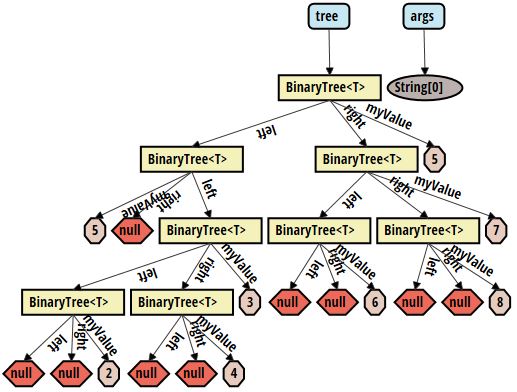 tree args
BinaryTree<T> String[0]
left right myValue
BinaryTree<T> BinaryTree<T> 5
myValue right left left right myValue
5 null BinaryTree<T> BinaryTree<T> BinaryTree<T> 7
left right myValue left right myValue left right myValue
BinaryTree<T> BinaryTree<T> 3 null null 6 null null 8
left right myValue left right myValue
null null 2 null null 4